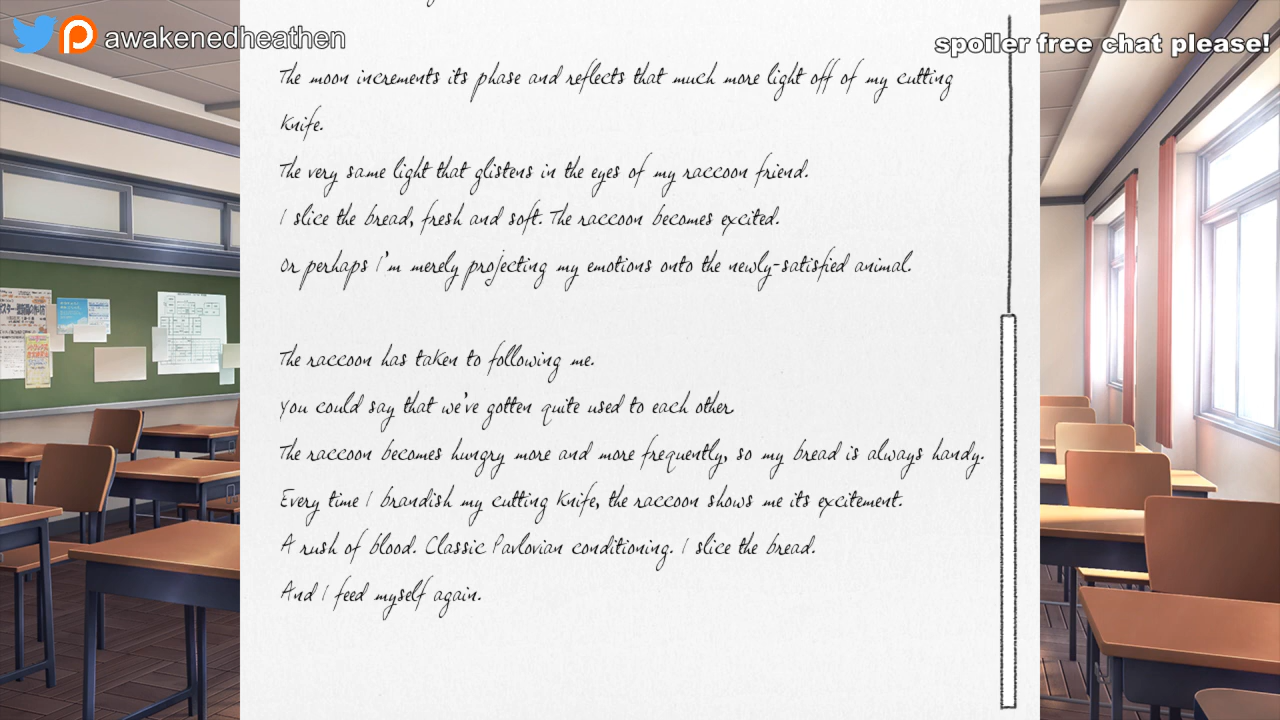 awakenedheathen
spoiler free chat please!
The moon increments its phase and reflects that much more light off of my cutting
knife.
The very same light that glistens in the eyes of my raccoon friend.
I slice the bread, fresh and soft. The raccoon becomes excited.
Or perhaps I'm merely projecting my emotions onto the newly-satisfied animal.
The raccoon has taken to following me.
You could say that we've gotten quite used to each other.
The raccoon becomes hungry more and more frequently, so my bread is always handy.
Every time I brandish my cutting knife, the raccoon shows me its excitement.
A rush of blood. Classic Pavlovian conditioning. I slice the bread.
And I feed myself again.